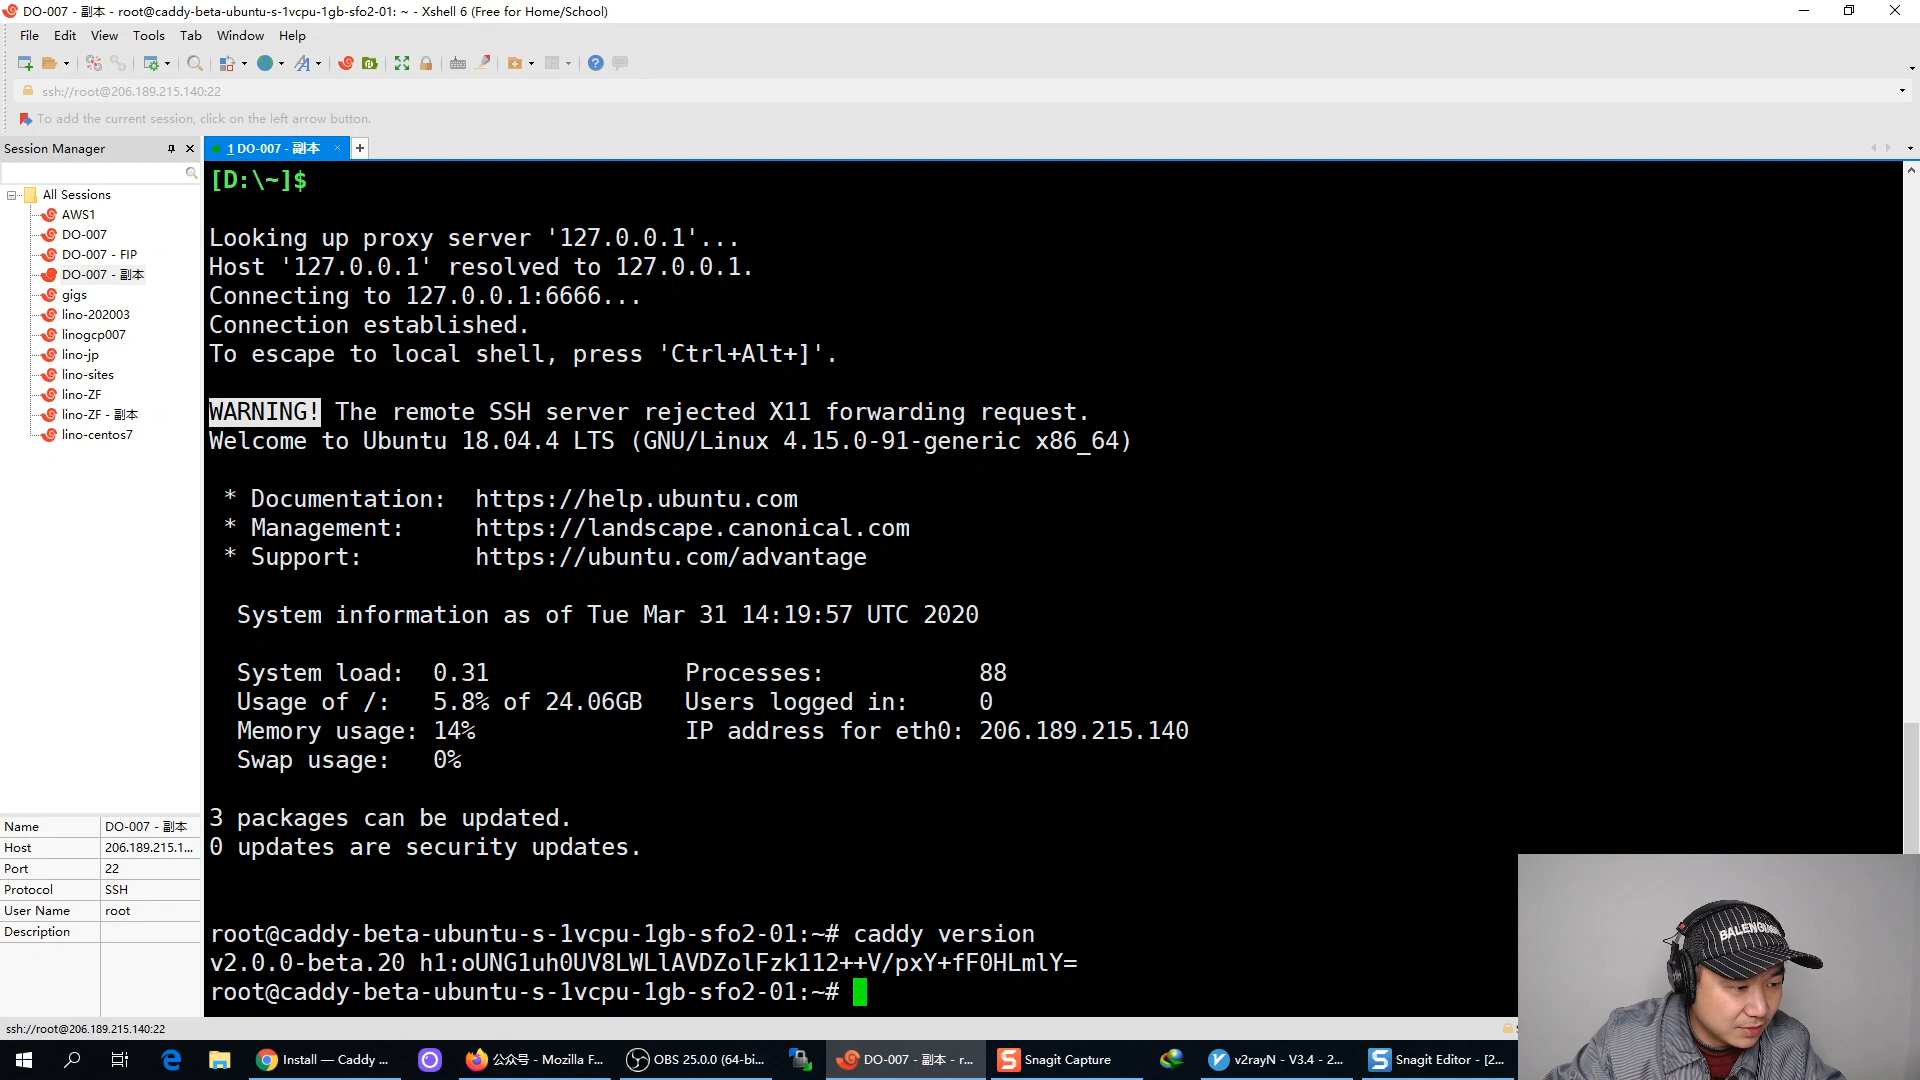 DO-007 - 副本 - root@caddy-beta-ubuntu-s-1vcpu-1gb-sfo2-01: ~ - Xshell 6 (Free for Home/School)
File Edit View Tools Tab Window Help
ssh://root@206.189.215.140:22
To add the current session, click on the left arrow button.
Session Manager
1 DO-007 - 副本
All Sessions
AWS1
DO-007
DO-007 - FIP
DO-007 - 副本
gigs
lino-202003
linogcp007
lino-jp
lino-sites
lino-ZF
lino-ZF - 副本
lino-centos7
Name DO-007 - 副本
Host 206.189.215.1...
Port 22
Protocol SSH
User Name root
Description
[D:\~]$
Looking up proxy server '127.0.0.1'...
Host '127.0.0.1' resolved to 127.0.0.1.
Connecting to 127.0.0.1:6666...
Connection established.
To escape to local shell, press 'Ctrl+Alt+]'.
WARNING! The remote SSH server rejected X11 forwarding request.
Welcome to Ubuntu 18.04.4 LTS (GNU/Linux 4.15.0-91-generic x86_64)
* Documentation: https://help.ubuntu.com
* Management: https://landscape.canonical.com
* Support: https://ubuntu.com/advantage
System information as of Tue Mar 31 14:19:57 UTC 2020
System load: 0.31 Processes: 88
Usage of /: 5.8% of 24.06GB Users logged in: 0
Memory usage: 14% IP address for eth0: 206.189.215.140
Swap usage: 0%
3 packages can be updated.
0 updates are security updates.
root@caddy-beta-ubuntu-s-1vcpu-1gb-sfo2-01:~# caddy version
v2.0.0-beta.20 h1:oUNG1uh0UV8LWLlAVDZolFzk112++V/pxY+fF0HLmlY=
root@caddy-beta-ubuntu-s-1vcpu-1gb-sfo2-01:~#
ssh://root@206.189.215.140:22
Install — Caddy ...
公众号 - Mozilla F...
OBS 25.0.0 (64-bi...
DO-007 - 副本 - r...
Snagit Capture
v2rayN - V3.4 - 2...
Snagit Editor - [2...